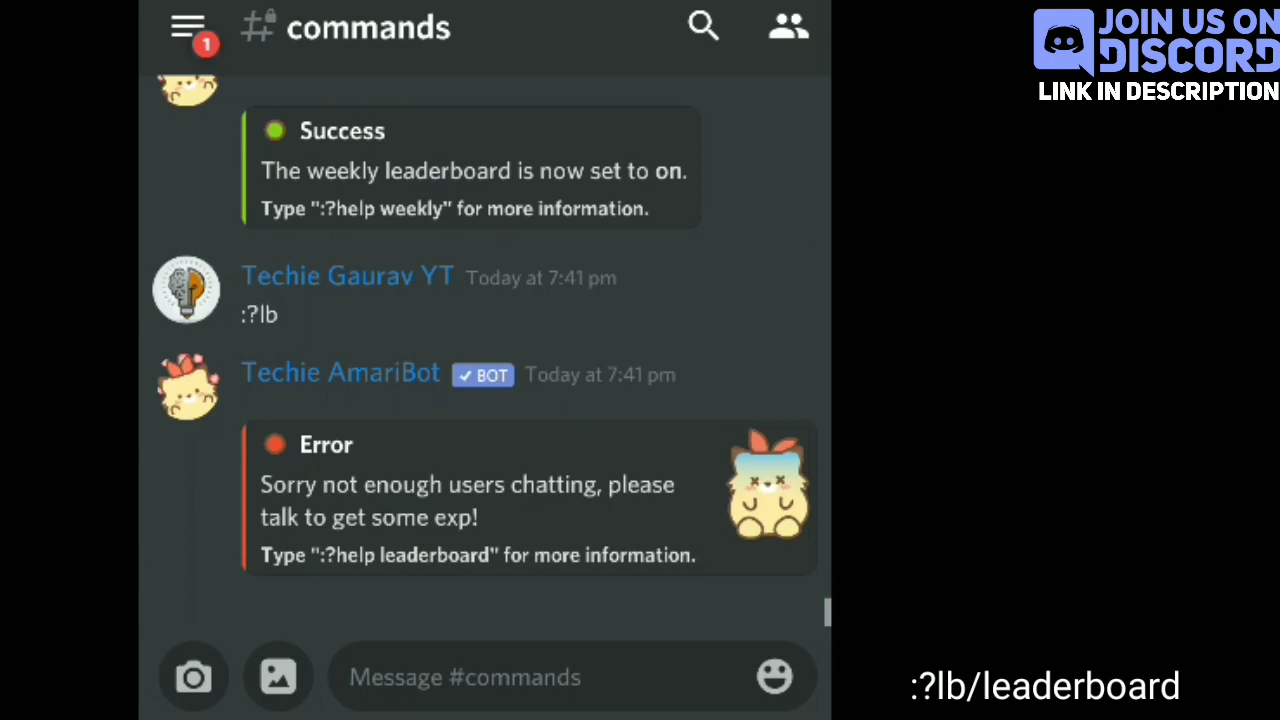 1
commands
JOIN US ON
DISCORD
LINK IN DESCRIPTION
Success
The weekly leaderboard is now set to on.
Type ":?help weekly" for more information.
Techie Gaurav YT Today at 7:41 pm
:?lb
Techie AmariBot ✓ BOT Today at 7:41 pm
Error
Sorry not enough users chatting, please
talk to get some exp!
Type ":?help leaderboard" for more information.
Message #commands
:?lb/leaderboard